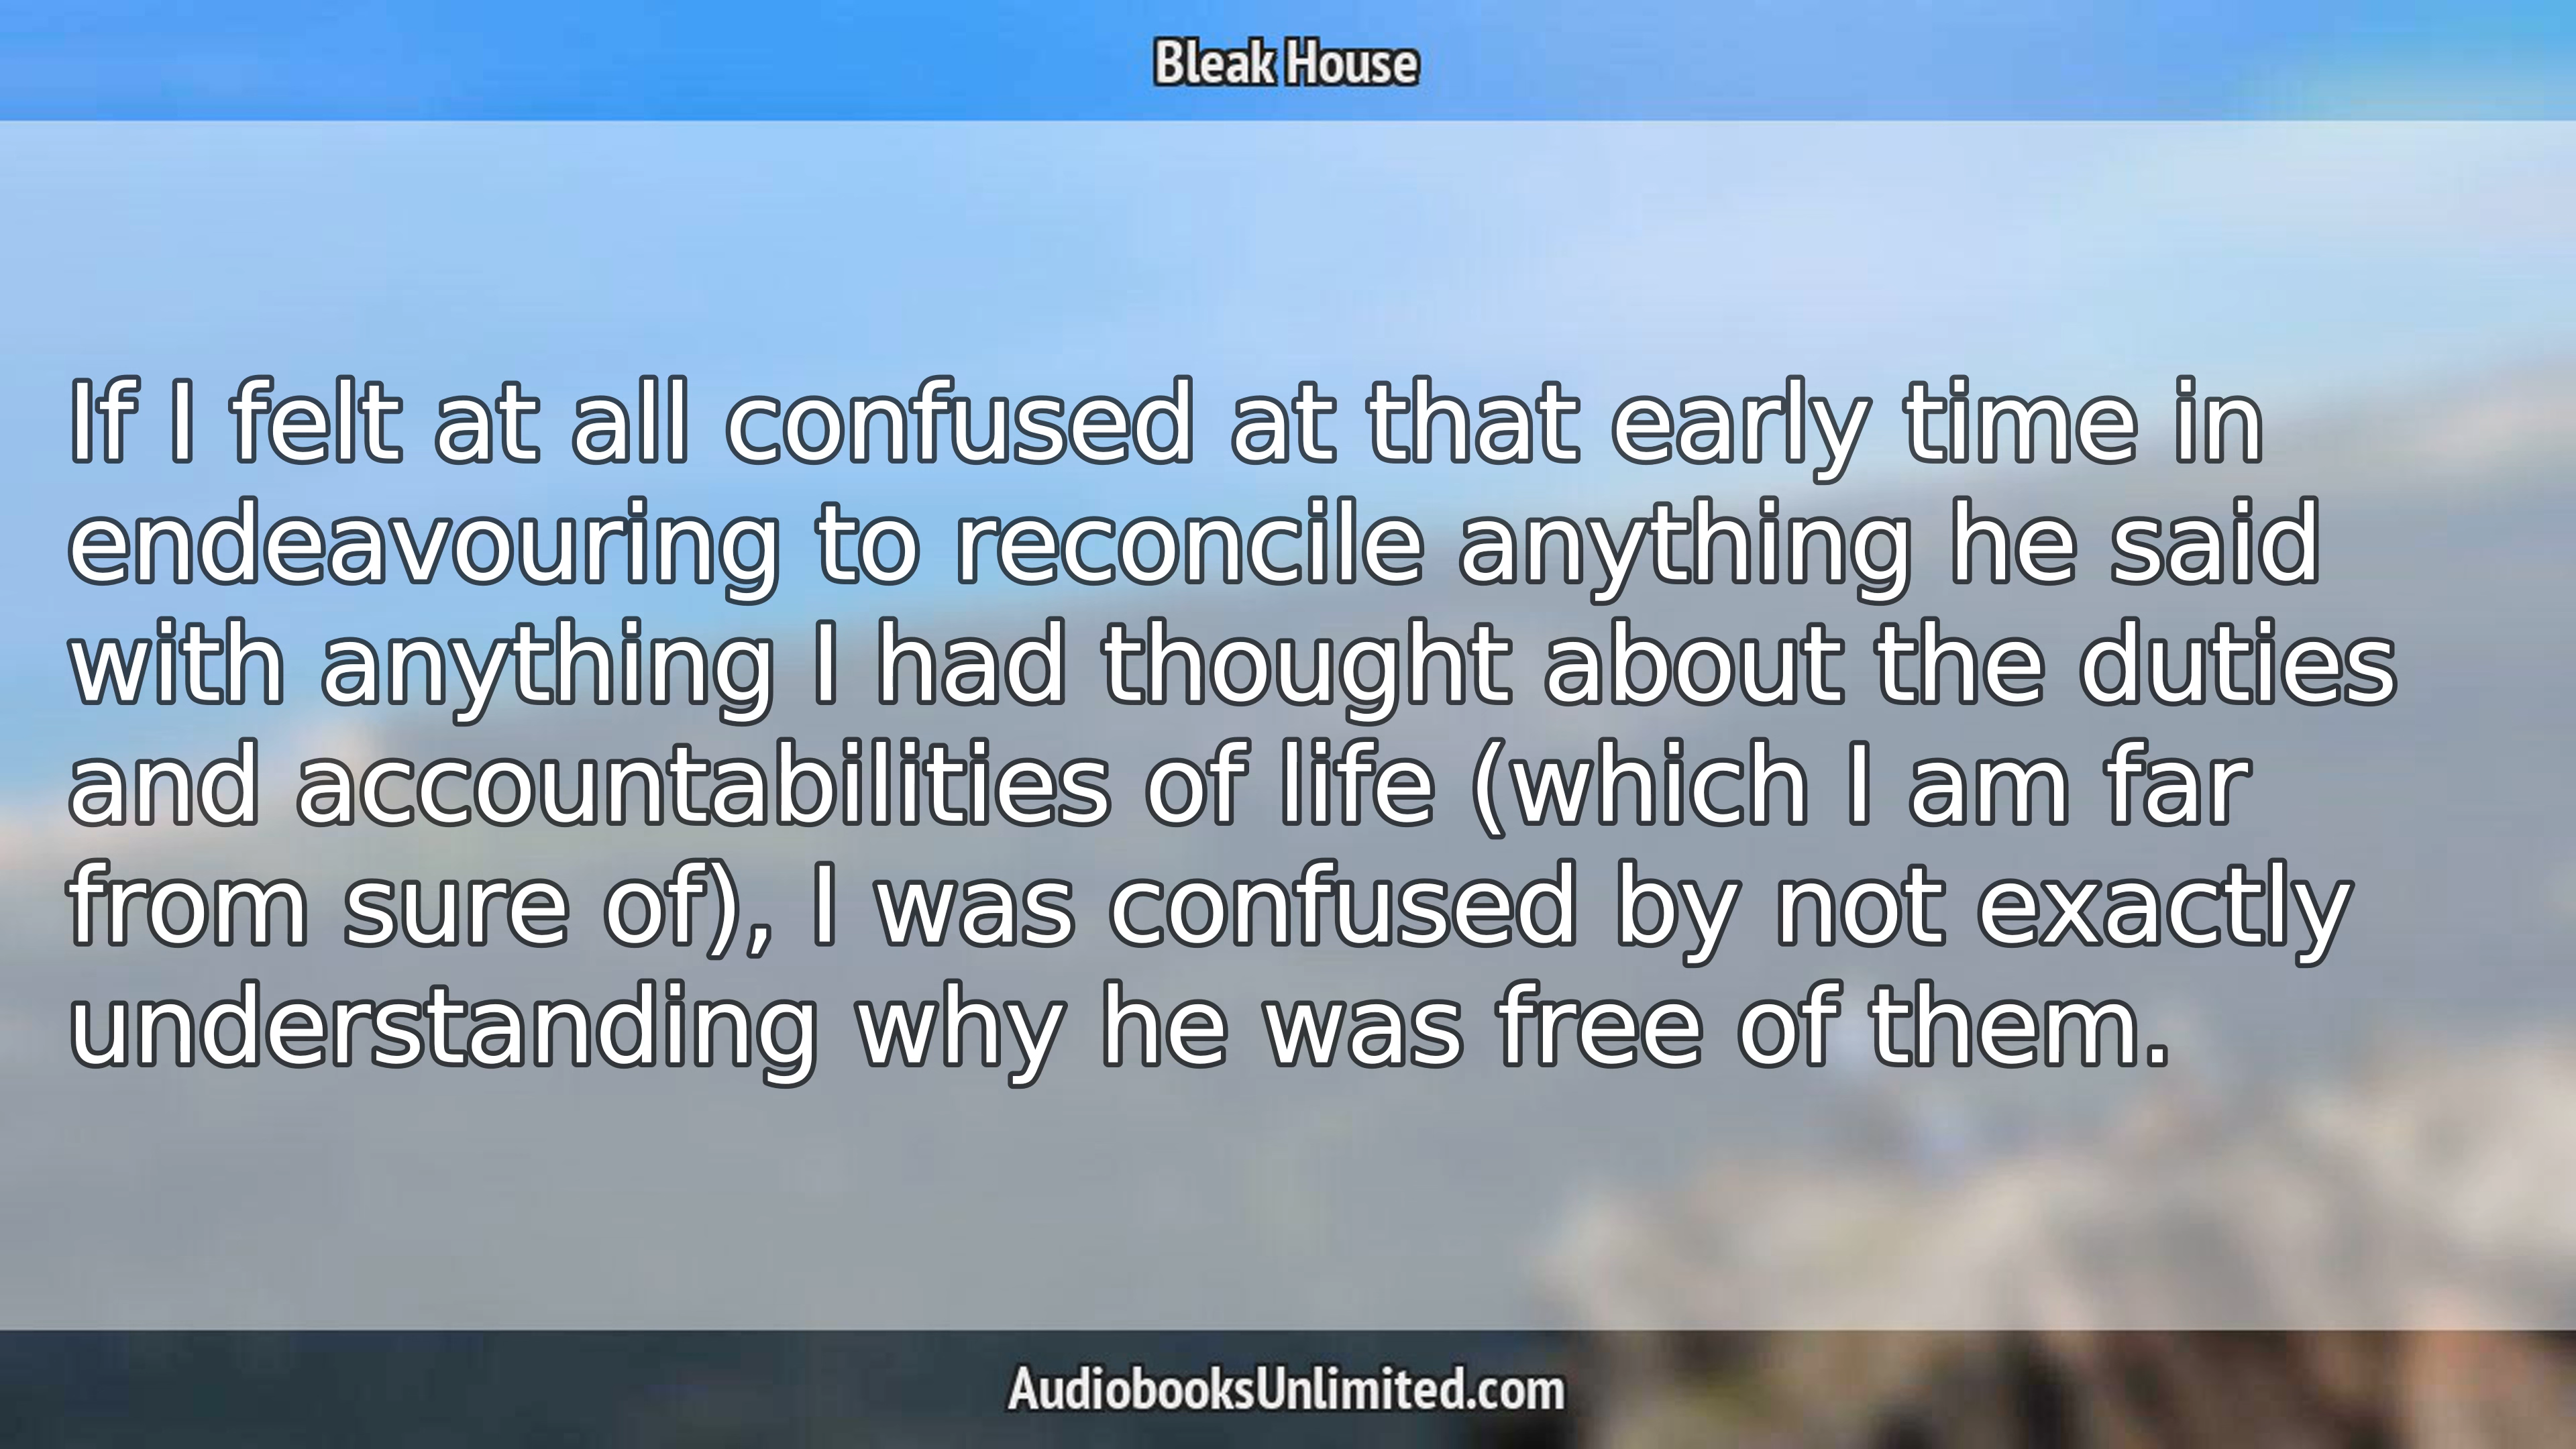 Bleak House
If I felt at all confused at that early time in
endeavouring to reconcile anything he said
with anything I had thought about the duties
and accountabilities of life (which I am far
from sure of), I was confused by not exactly
understanding why he was free of them.
AudiobooksUnlimited.com